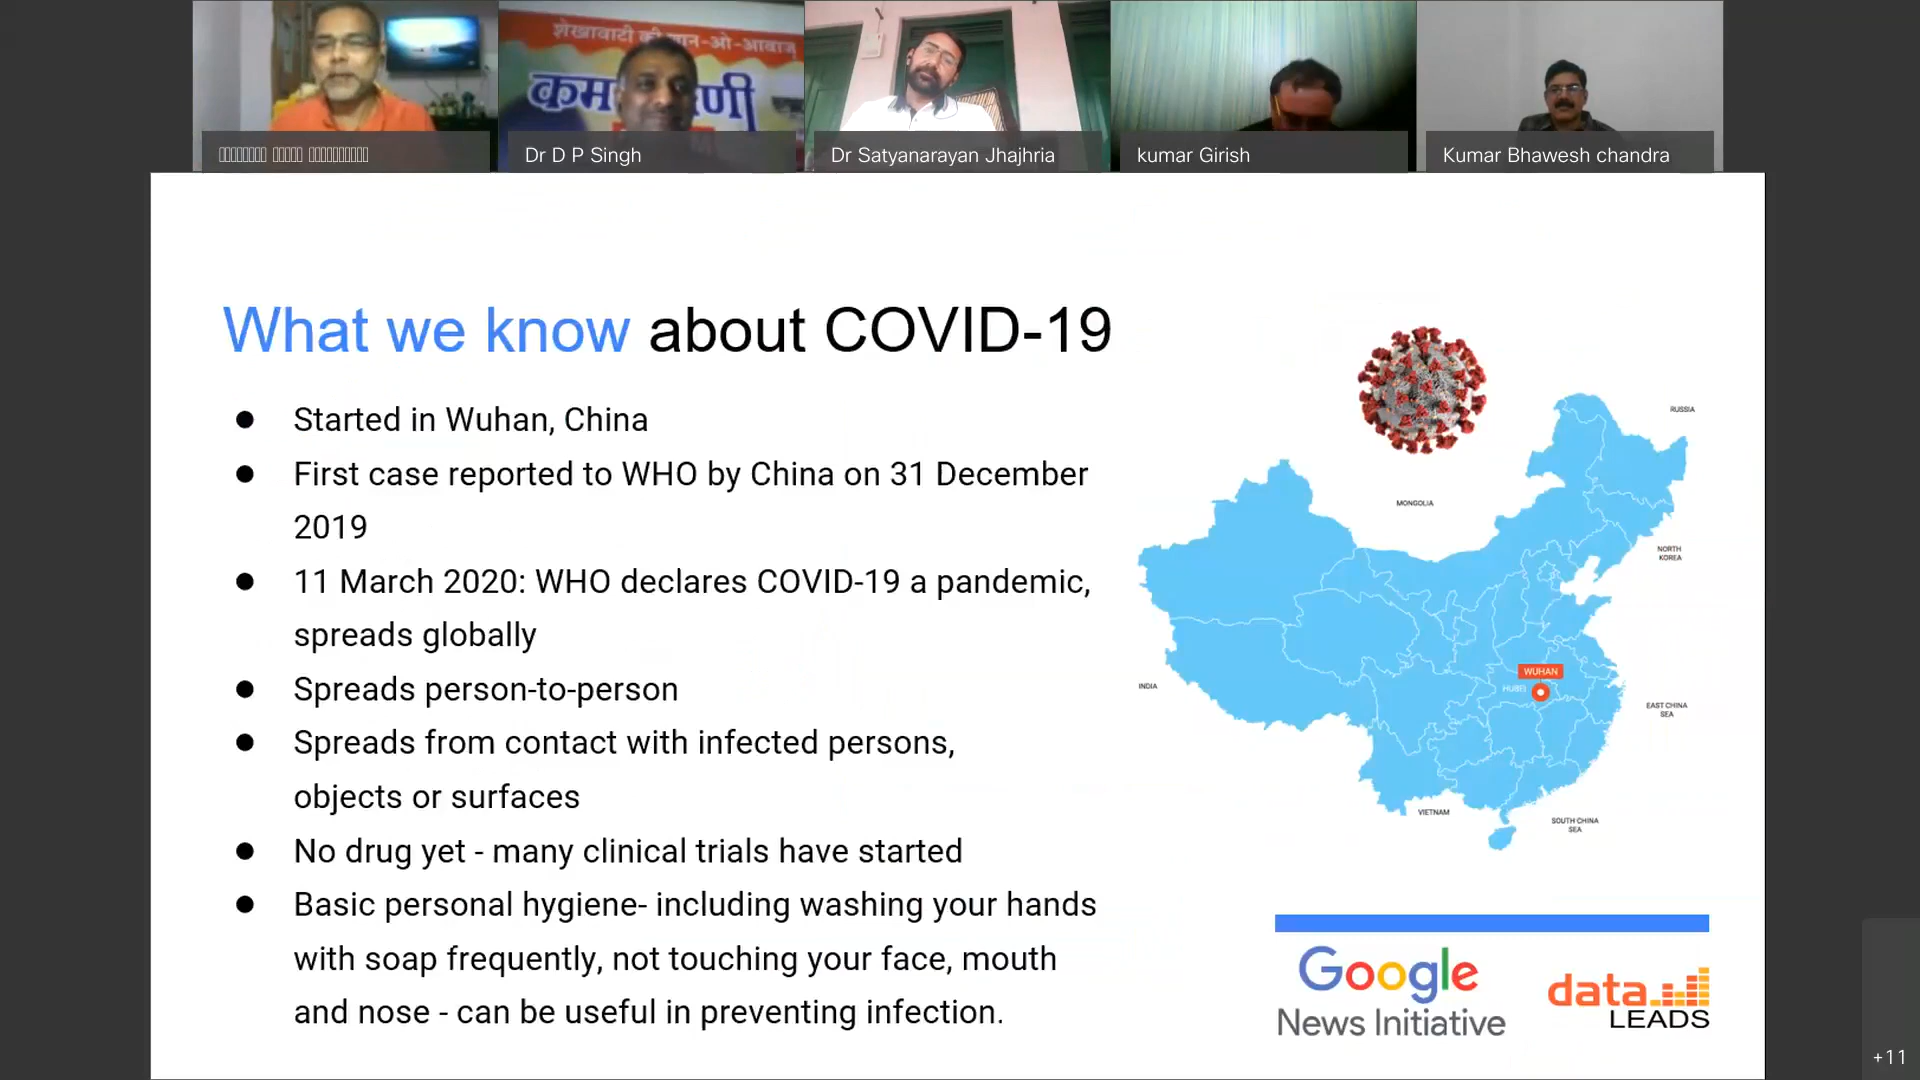 शेखावाटी की शान-ओ-आवाज
Dr D P Singh
Dr Satyanarayan Jhajhria
kumar Girish
Kumar Bhawesh chandra
What we know about COVID-19
● Started in Wuhan, China
● First case reported to WHO by China on 31 December
2019
● 11 March 2020: WHO declares COVID-19 a pandemic,
spreads globally
● Spreads person-to-person
● Spreads from contact with infected persons,
objects or surfaces
● No drug yet - many clinical trials have started
● Basic personal hygiene- including washing your hands
with soap frequently, not touching your face, mouth
and nose - can be useful in preventing infection.
RUSSIA
MONGOLIA
NORTH
KOREA
WUHAN
HUBEI
INDIA
EAST CHINA
SEA
VIETNAM
SOUTH CHINA
SEA
Google
News Initiative
data
LEADS
+11